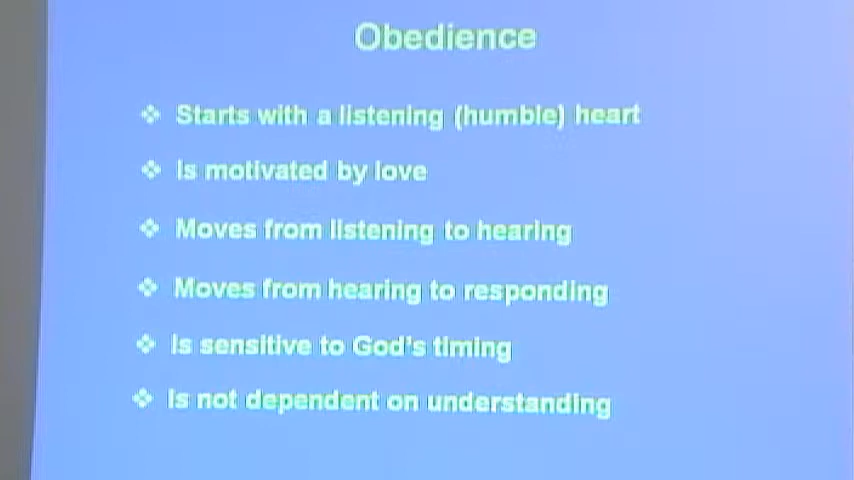 Obedience
❖ Starts with a listening (humble) heart
❖ Is motivated by love
❖ Moves from listening to hearing
❖ Moves from hearing to responding
❖ Is sensitive to God's timing
❖ Is not dependent on understanding